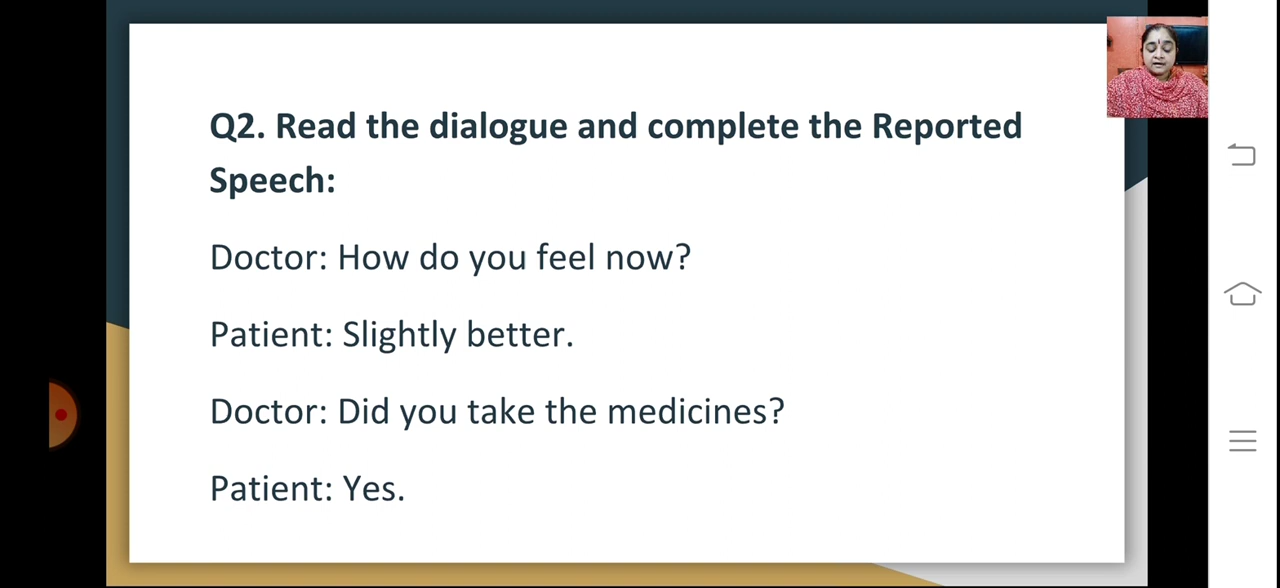 Q2. Read the dialogue and complete the Reported
Speech:
Doctor: How do you feel now?
Patient: Slightly better.
Doctor: Did you take the medicines?
Patient: Yes.